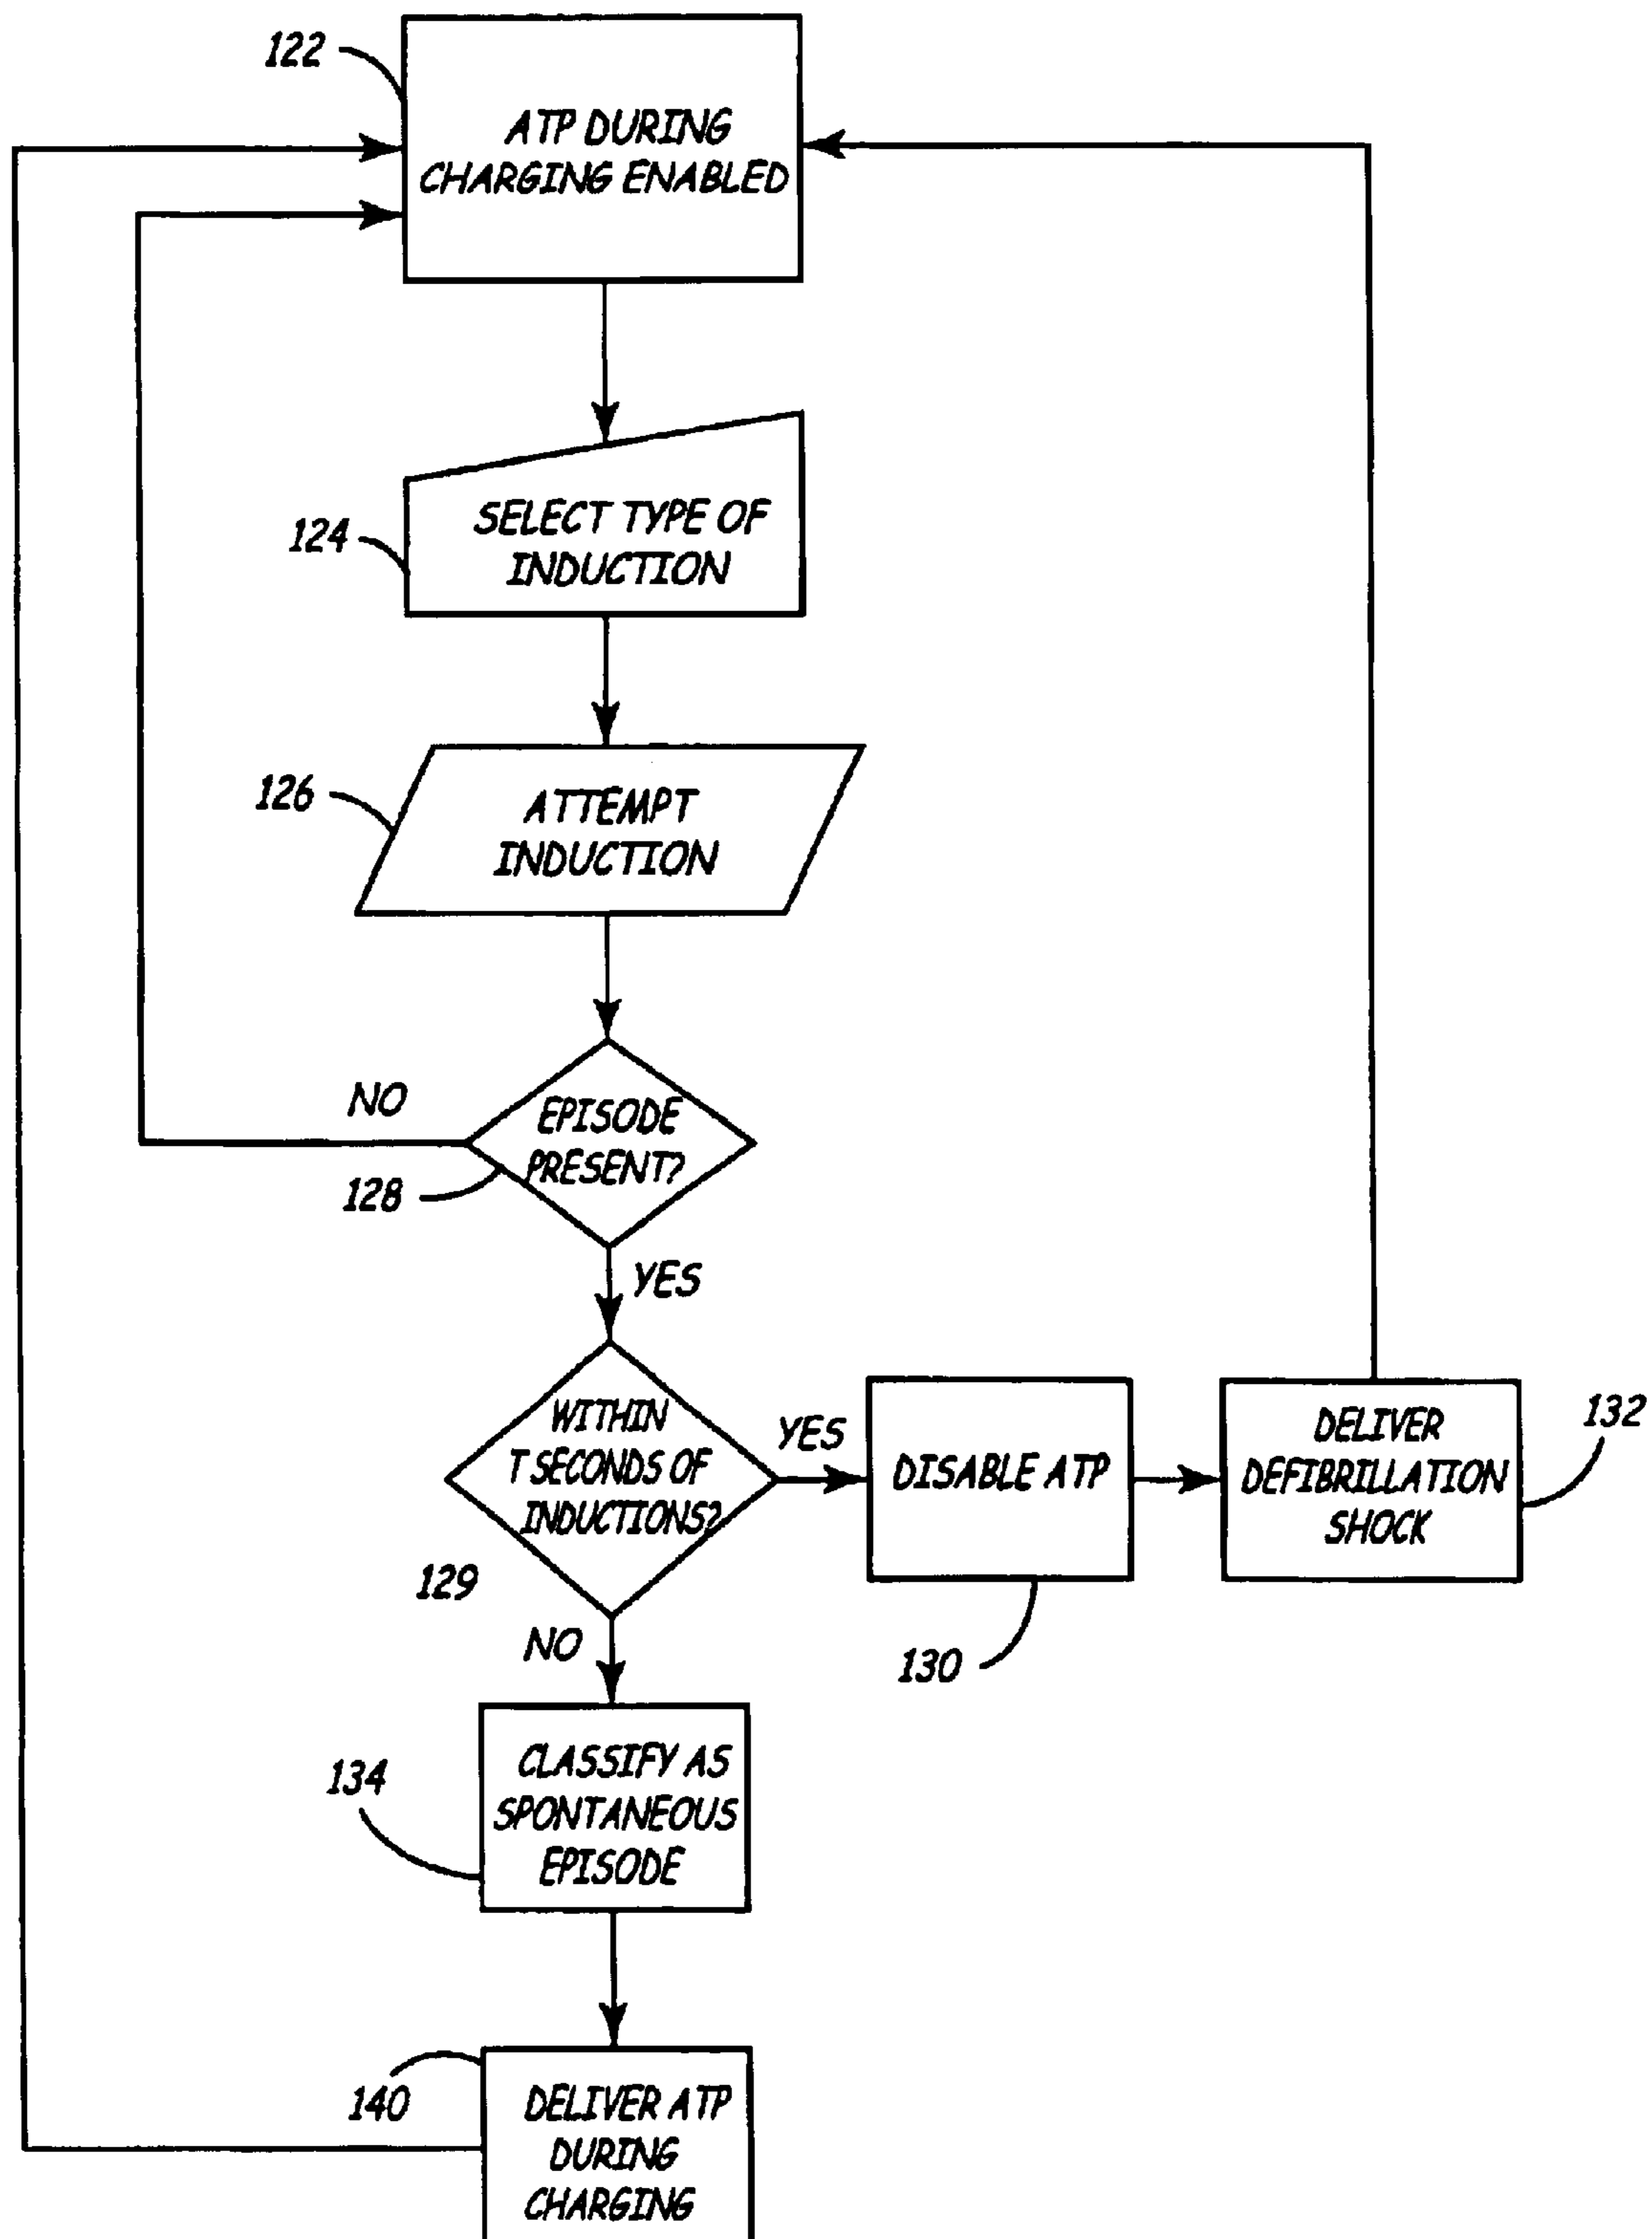 122
ATP DURING
CHARGING ENABLED
124
SELECT TYPE OF
INDUCTION
126
ATTEMPT
INDUCTION
NO
EPISODE
PRESENT?
128
YES
WITHIN
T SECONDS OF
INDUCTIONS?
129
YES
DISABLE ATP
130
DELIVER
DEFIBRILLATION
SHOCK
132
NO
134
CLASSIFY AS
SPONTANEOUS
EPISODE
140
DELIVER ATP
DURING
CHARGING